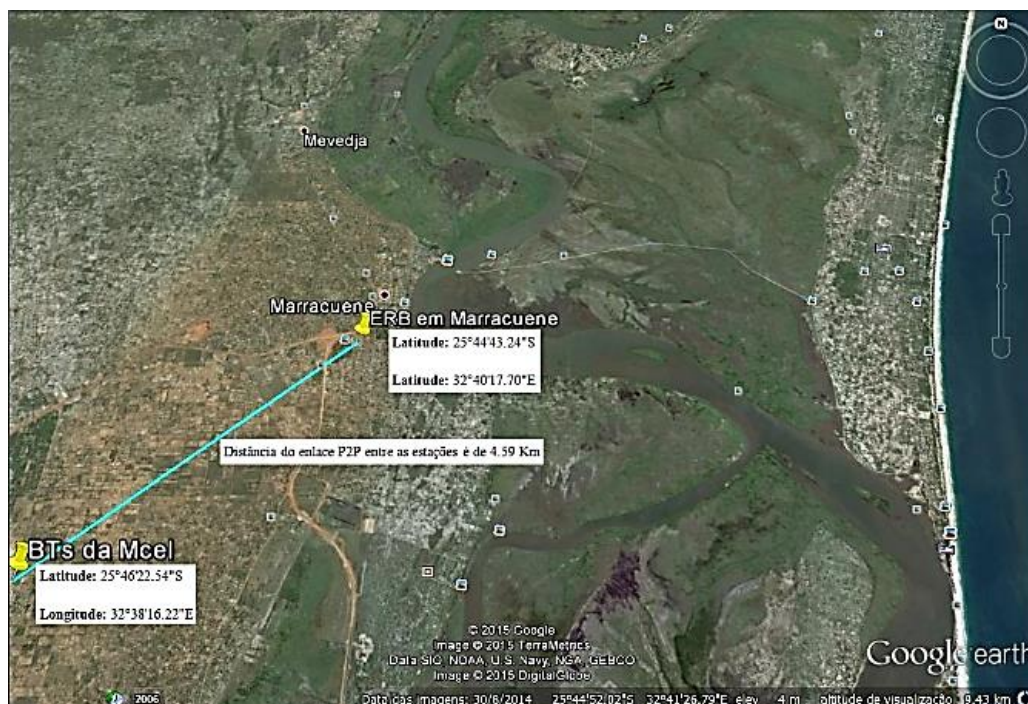 N
Mevedja
Marracuene
ERB em Marracuene
Latitude: 25°44'43.24"S
Latitude: 32°40'17.70"E
Distância do enlace P2P entre as estações é de 4.59 Km
BTs da Mcel
Latitude: 25°46'22.54"S
Longitude: 32°38'16.22"E
© 2015 Google
Image © 2015 TerraMetrics
Data SIO, NOAA, U.S. Navy, NGA, GEBCO
Image © 2015 DigitalGlobe
Google earth
2006
Data das imagens: 30/6/2014 25°44'52.02"S 32°41'26.79"E elev 4 m altitude de visualização 9.43 km